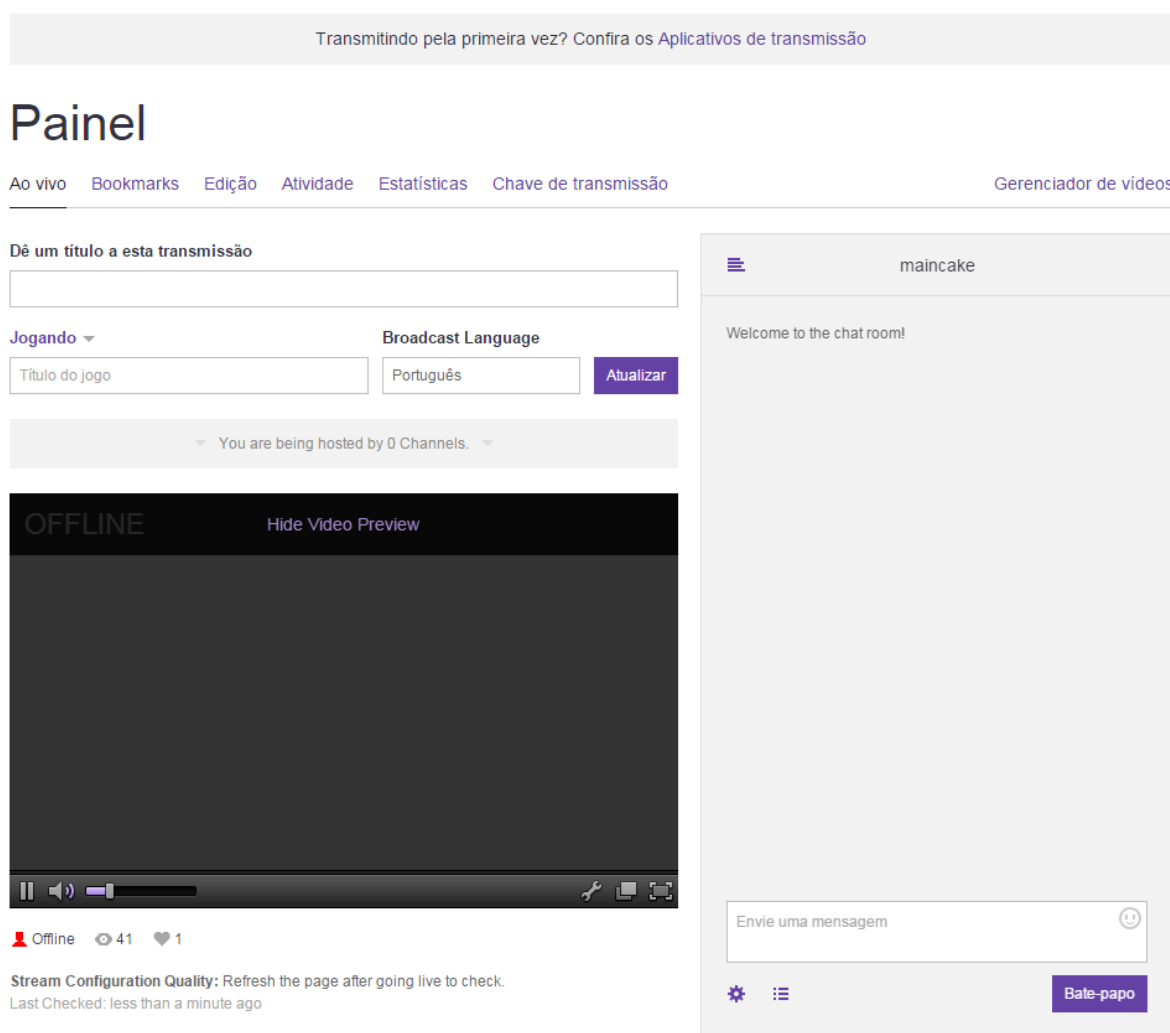 Transmitindo pela primeira vez? Confira os Aplicativos de transmissão
Painel
Ao vivo Bookmarks Edição Atividade Estatísticas Chave de transmissão Gerenciador de vídeos
Dê um título a esta transmissão
Jogando Broadcast Language
Título do jogo Português Atualizar
You are being hosted by 0 Channels.
OFFLINE Hide Video Preview
Offline 41 1
Stream Configuration Quality: Refresh the page after going live to check.
Last Checked: less than a minute ago
maincake
Welcome to the chat room!
Envie uma mensagem
Bate-papo